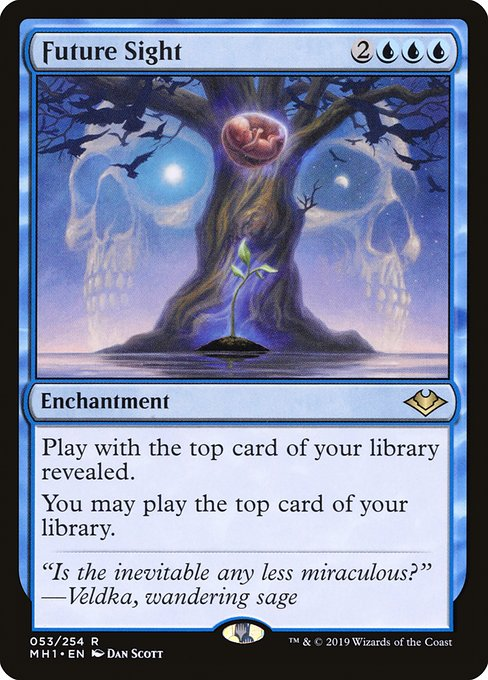 Future Sight 2
Enchantment
Play with the top card of your library
revealed.
You may play the top card of your
library.
“Is the inevitable any less miraculous?”
—Veldka, wandering sage
053/254 R
MH1 • EN Dan Scott
™ & © 2019 Wizards of the Coast